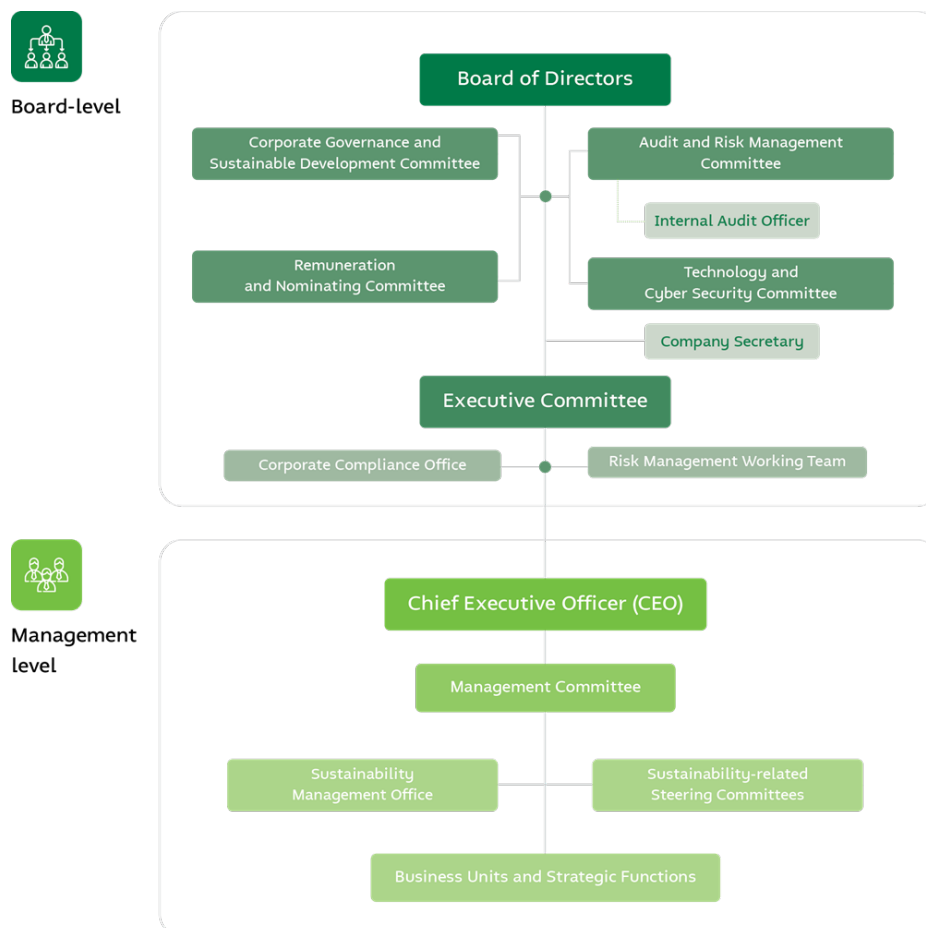 Board-level
Board of Directors
Corporate Governance and
Sustainable Development Committee
Audit and Risk Management
Committee
Internal Audit Officer
Remuneration
and Nominating Committee
Technology and
Cyber Security Committee
Company Secretary
Executive Committee
Corporate Compliance Office
Risk Management Working Team
Management
level
Chief Executive Officer (CEO)
Management Committee
Sustainability
Management Office
Sustainability-related
Steering Committees
Business Units and Strategic Functions